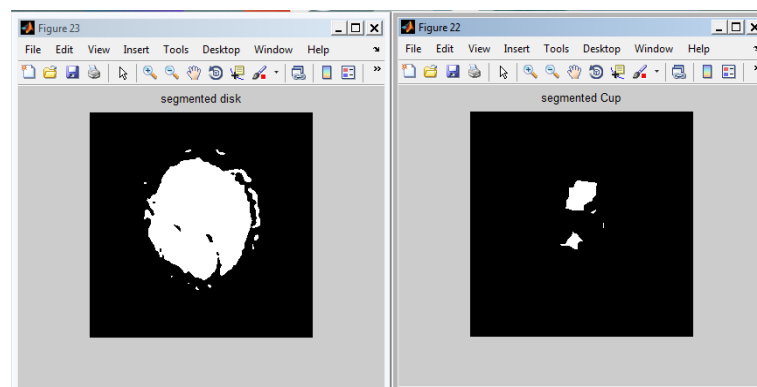 Figure 23
File Edit View Insert Tools Desktop Window Help
segmented disk
Figure 22
File Edit View Insert Tools Desktop Window Help
segmented Cup